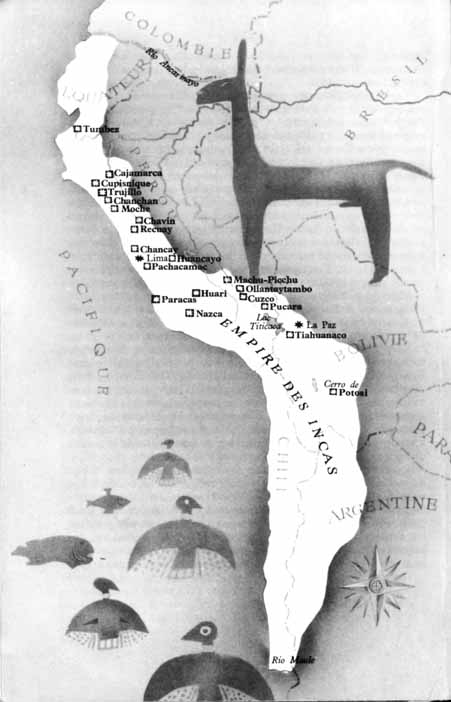 COLOMBIE
Rio Ancasmayo
EQUATEUR
BRESIL
PEROU
Tumbez
Cajamarca
Cupisnique
Trujillo
Chanchan
Moche
Chavin
Recuay
Chancay
Lima
Huancayo
Pachacamac
PACIFIQUE
Machu-Picchu
Ollantaytambo
Huari
Cuzco
Paracas
Pucara
Nazca
Lac
Titicaca
La Paz
Tiahuanaco
BOLIVIE
EMPIRE DES INCAS
Cerro de
Potosi
PARA
CHILI
ARGENTINE
Rio Maule